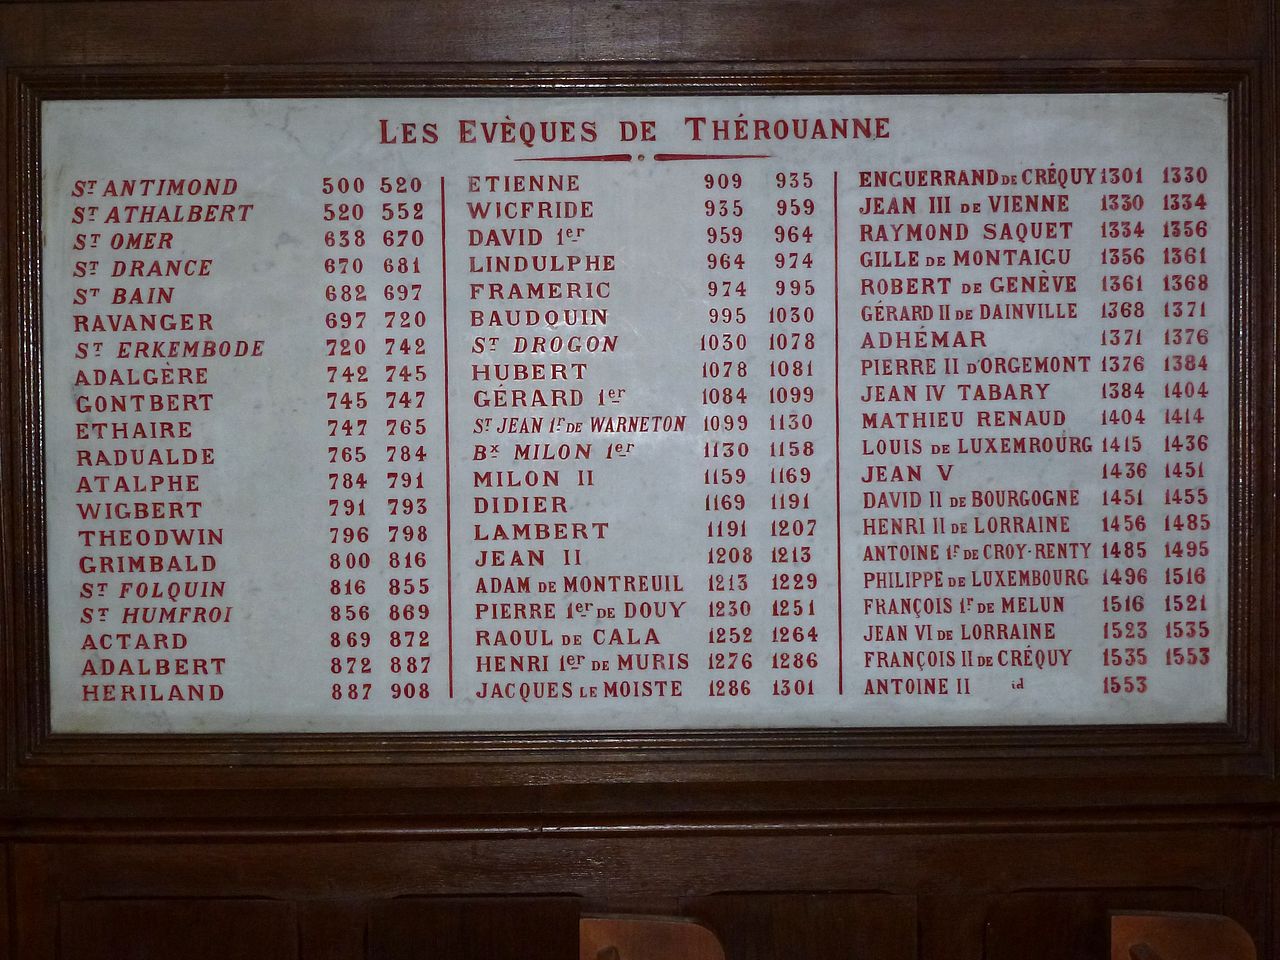 LES EVÈQUES DE THÉROUANNE
ST ANTIMOND 500 520
ST ATHALBERT 520 552
ST OMER 638 670
ST DRANCE 670 681
ST BAIN 682 697
RAVANGER 697 720
ST ERKEMBODE 720 742
ADALGÈRE 742 745
GONTBERT 745 747
ETHAIRE 747 765
RADUALDE 765 784
ATALPHE 784 791
WIGBERT 791 793
THEODWIN 796 798
GRIMBALD 800 816
ST FOLQUIN 816 855
ST HUMFROI 856 869
ACTARD 869 872
ADALBERT 872 887
HERILAND 887 908
ETIENNE 909 935
WICFRIDE 935 959
DAVID 1er 959 964
LINDULPHE 964 974
FRAMERIC 974 995
BAUDQUIN 995 1030
ST DROGON 1030 1078
HUBERT 1078 1081
GÉRARD 1er 1084 1099
ST JEAN 1r DE WARNETON 1099 1130
Bx MILON 1er 1130 1158
MILON II 1159 1169
DIDIER 1169 1191
LAMBERT 1191 1207
JEAN II 1208 1213
ADAM DE MONTREUIL 1213 1229
PIERRE 1er DE DOUY 1230 1251
RAOUL DE CALA 1252 1264
HENRI 1er DE MURIS 1276 1286
JACQUES LE MOISTE 1286 1301
ENGUERRAND DE CRÉQUY 1301 1330
JEAN III DE VIENNE 1330 1334
RAYMOND SAQUET 1334 1356
GILLE DE MONTAIGU 1356 1361
ROBERT DE GENÈVE 1361 1368
GÉRARD II DE DAINVILLE 1368 1371
ADHÉMAR 1371 1376
PIERRE II D'ORGEMONT 1376 1384
JEAN IV TABARY 1384 1404
MATHIEU RENAUD 1404 1414
LOUIS DE LUXEMROURG 1415 1436
JEAN V 1436 1451
DAVID II DE BOURGOGNE 1451 1455
HENRI II DE LORRAINE 1456 1485
ANTOINE 1r DE CROY-RENTY 1485 1495
PHILIPPE DE LUXEMBOURG 1496 1516
FRANÇOIS 1r DE MELUN 1516 1521
JEAN VI DE LORRAINE 1523 1535
FRANÇOIS II DE CRÉQUY 1535 1553
ANTOINE II id 1553